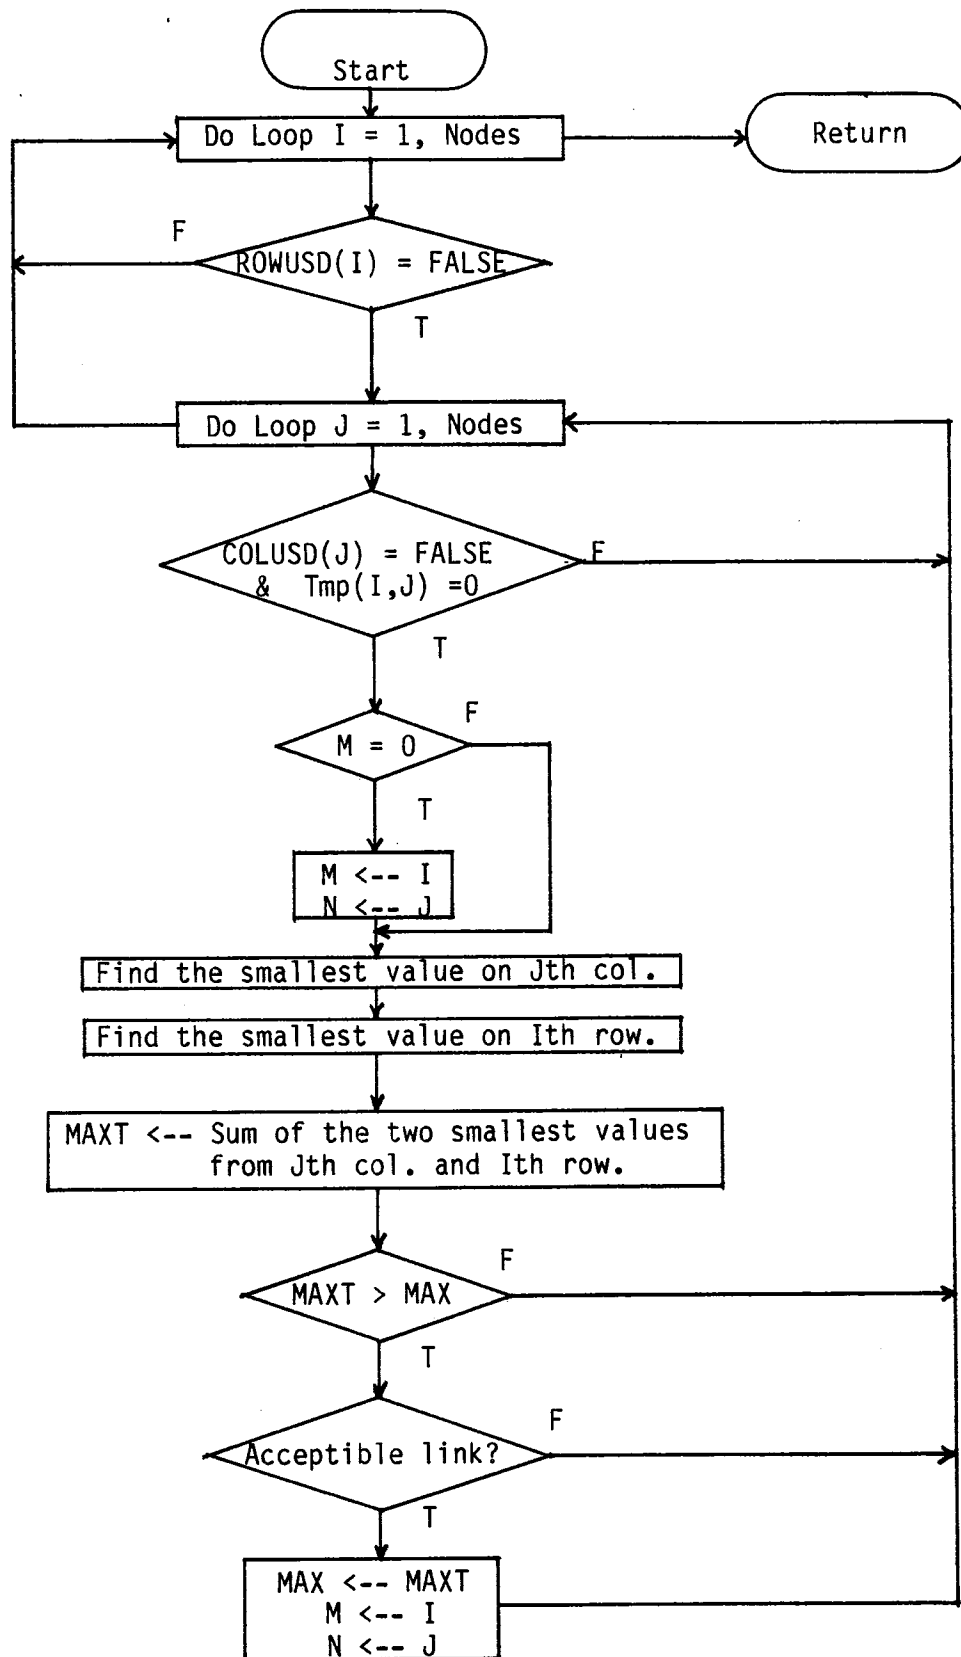 Start
Do Loop I = 1, Nodes
Return
F
ROWUSD(I) = FALSE
T
Do Loop J = 1, Nodes
COLUSD(J) = FALSE
& Tmp(I,J) =0
F
T
F
M = 0
T
M <-- I
N <-- J
Find the smallest value on Jth col.
Find the smallest value on Ith row.
MAXT <-- Sum of the two smallest values
from Jth col. and Ith row.
F
MAXT > MAX
T
F
Acceptible link?
T
MAX <-- MAXT
M <-- I
N <-- J